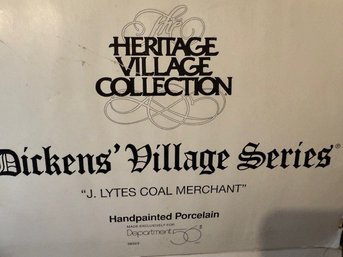 The
HERITAGE
VILLAGE
COLLECTION
Dickens' Village Series®
"J. LYTES COAL MERCHANT"
Handpainted Porcelain
MADE EXCLUSIVELY FOR
Department 56®